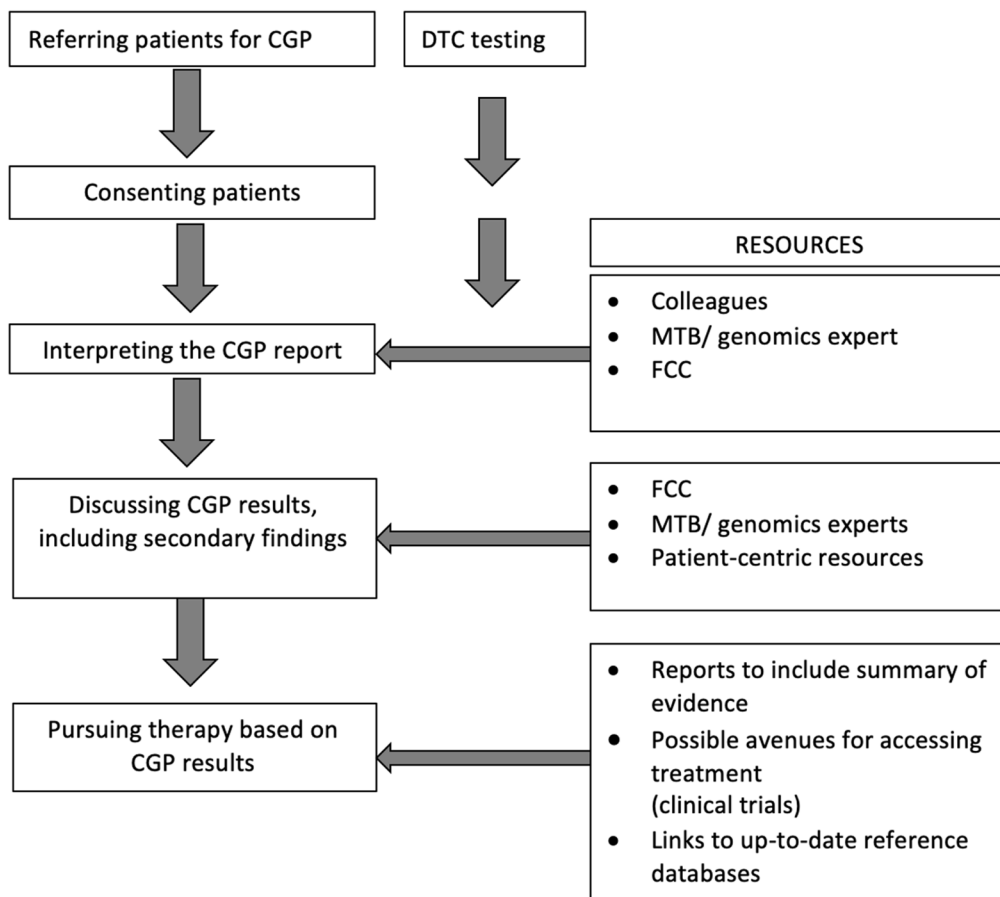 Referring patients for CGP
DTC testing
Consenting patients
RESOURCES
Interpreting the CGP report
• Colleagues
• MTB/ genomics expert
• FCC
Discussing CGP results,
including secondary findings
• FCC
• MTB/ genomics experts
• Patient-centric resources
Pursuing therapy based on
CGP results
• Reports to include summary of
evidence
• Possible avenues for accessing
treatment
(clinical trials)
• Links to up-to-date reference
databases